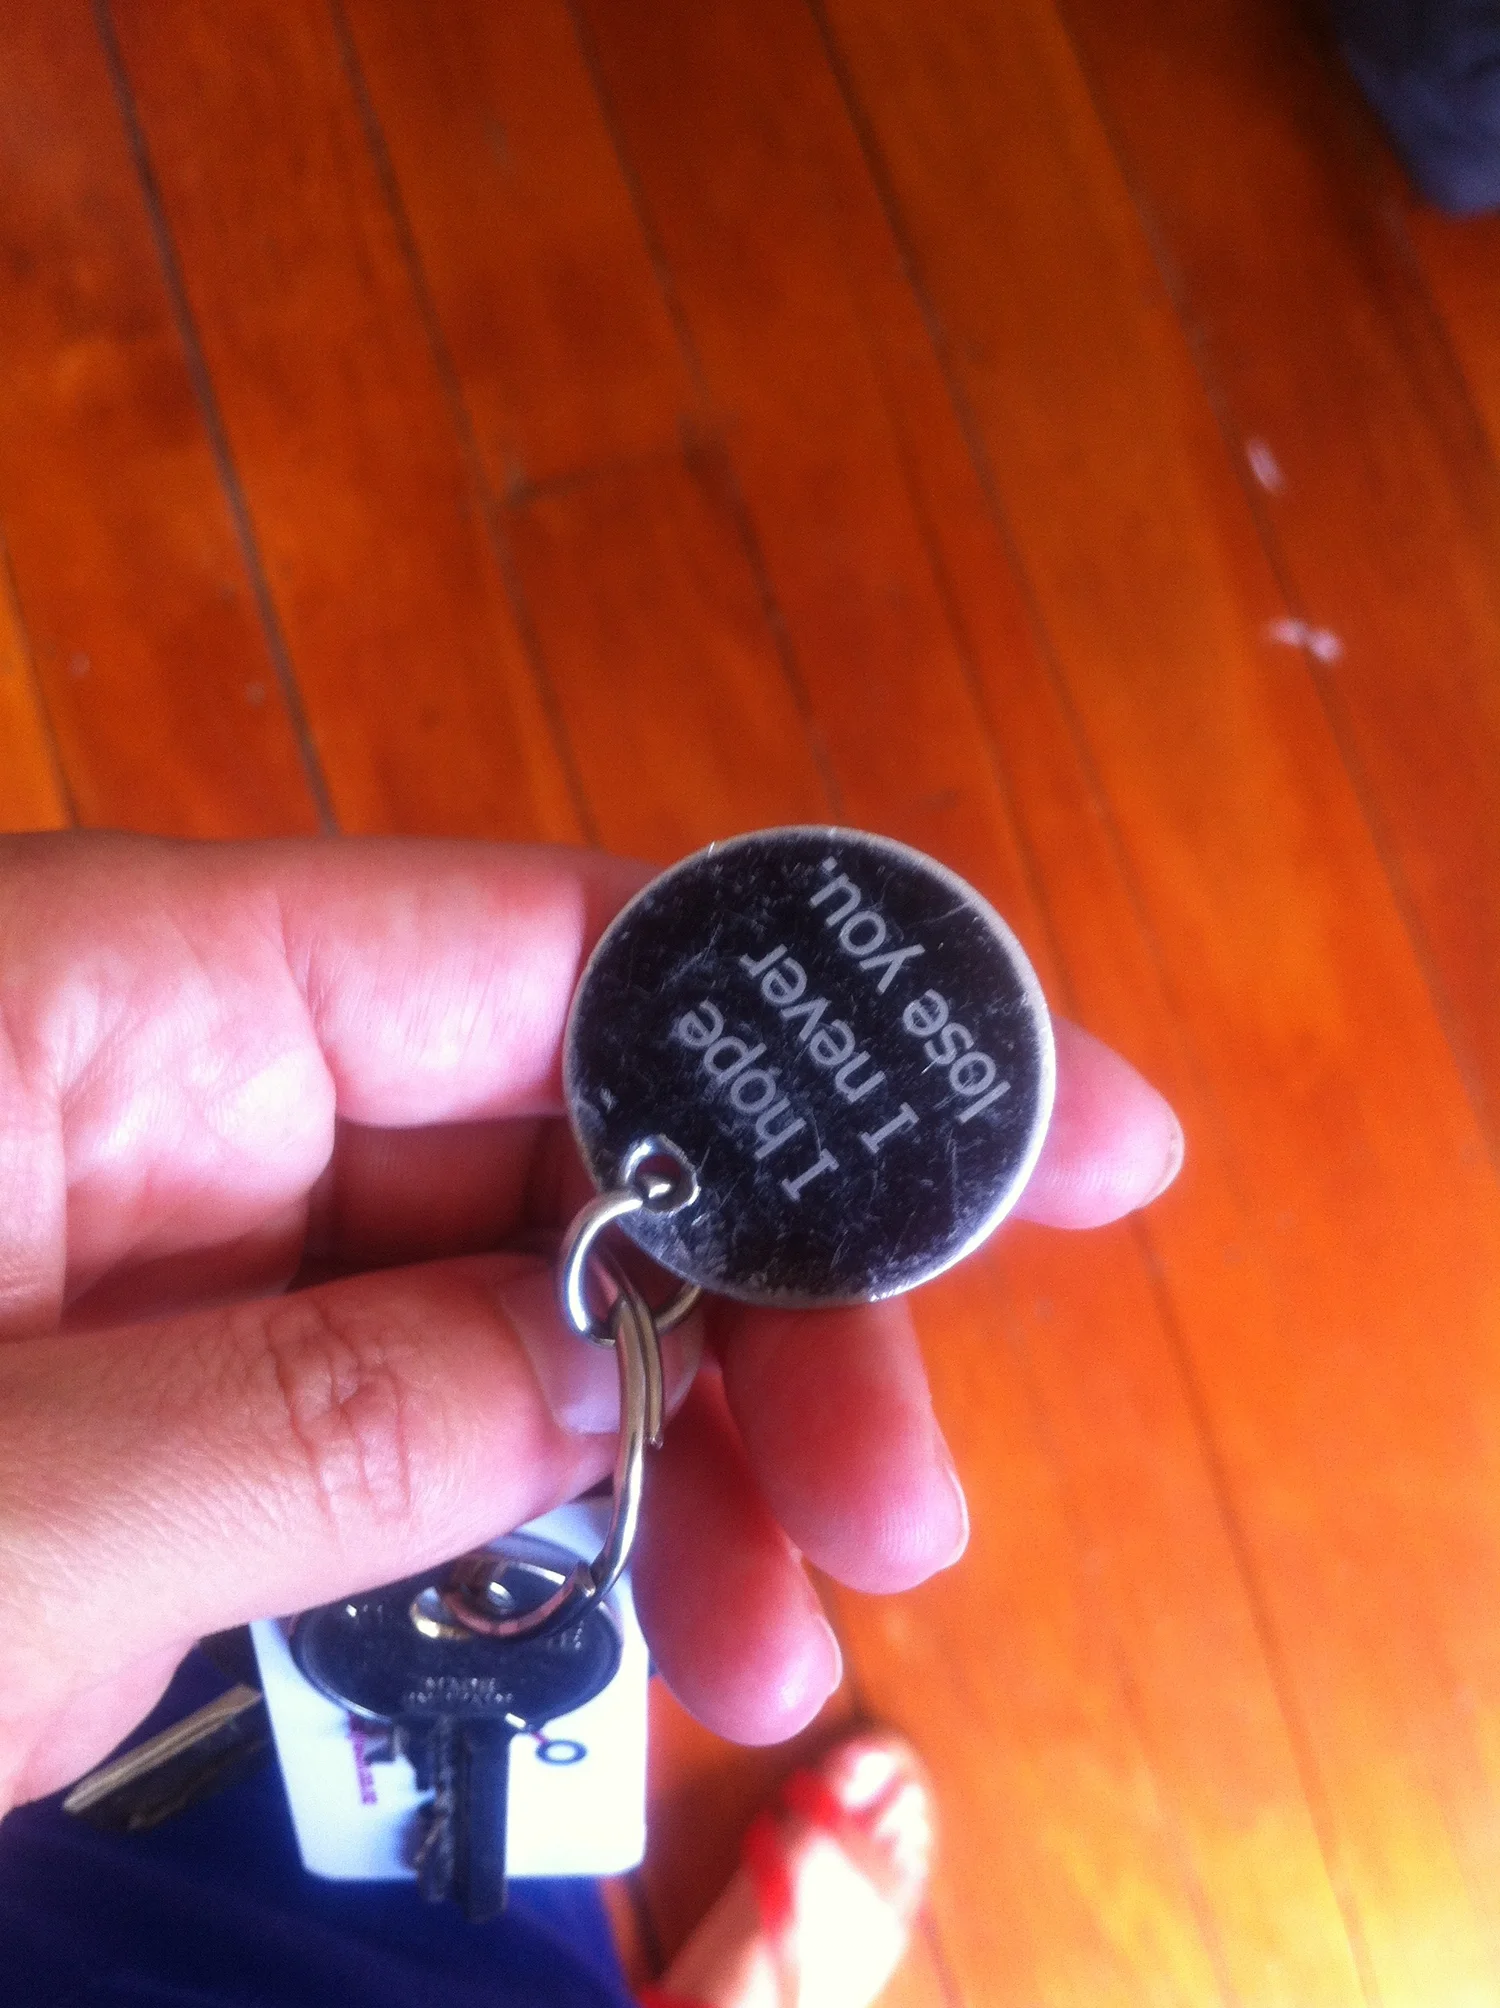 I hope
I never
lose you.